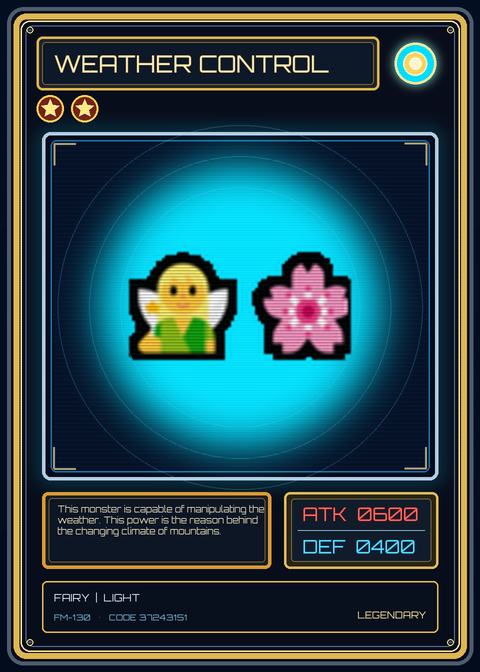 WEATHER CONTROL
This monster is capable of manipulating the
weather. This power is the reason behind
the changing climate of mountains.
ATK 0600
DEF 0400
FAIRY | LIGHT
FM-130 · CODE 37243151
LEGENDARY